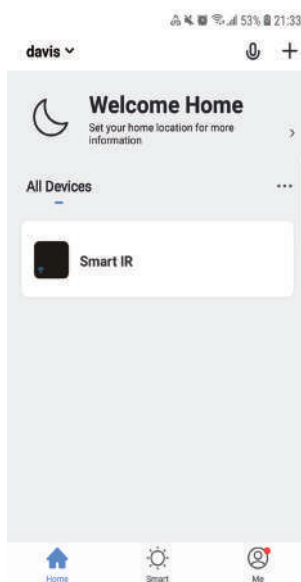 53% 21:33
davis
Welcome Home
Set your home location for more
information
All Devices
Smart IR
Home
Smart
Me